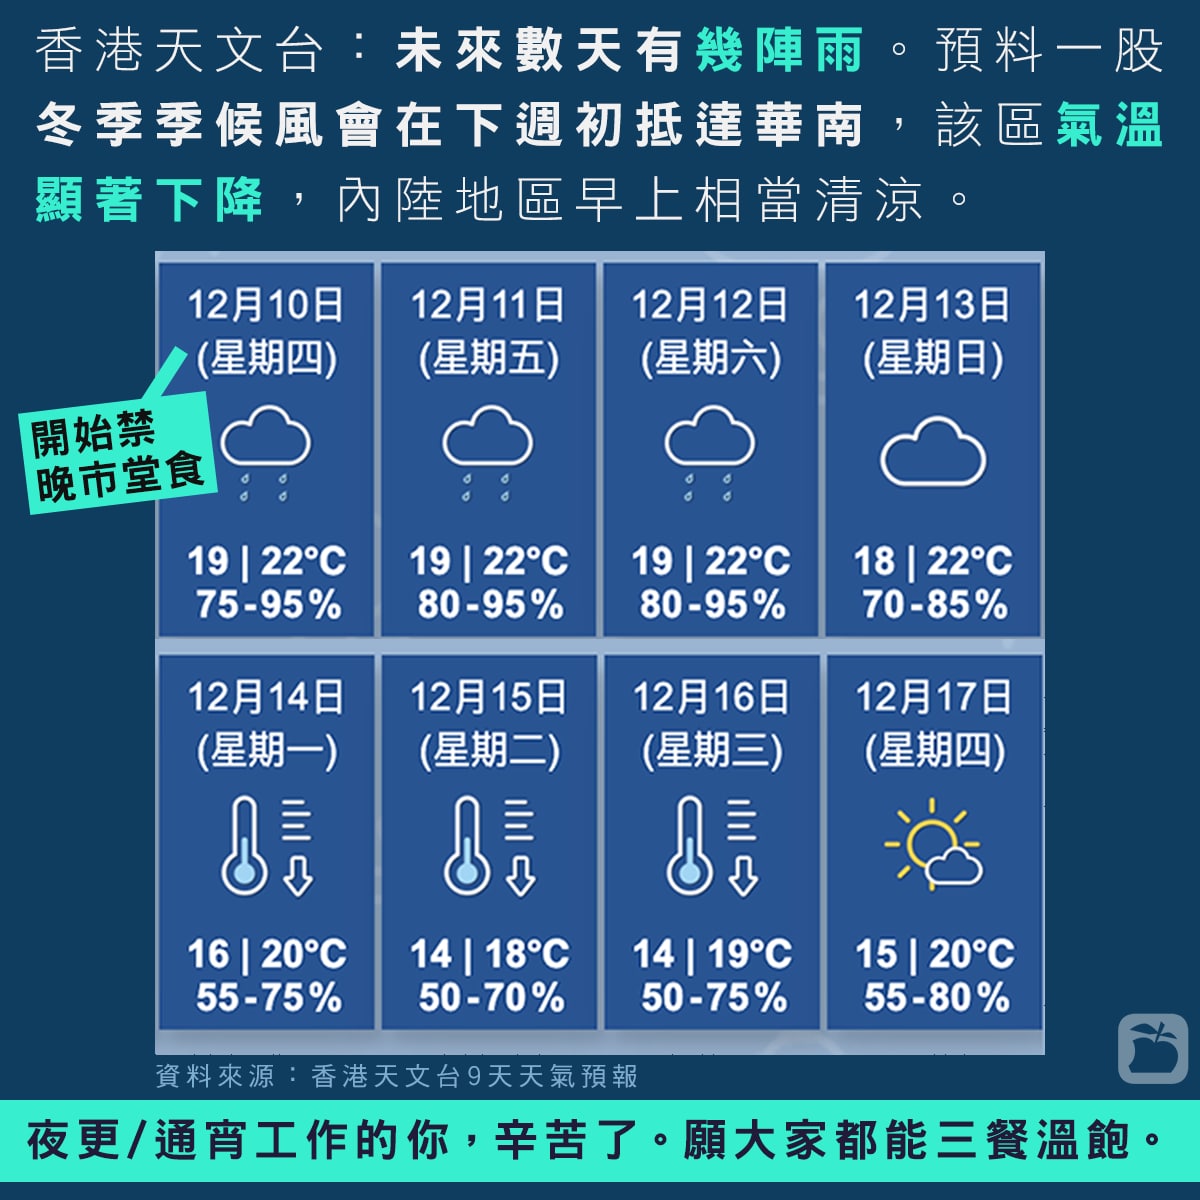 香港天文台：未來數天有幾陣雨。預料一股
冬季季候風會在下週初抵達華南，該區氣溫
顯著下降，內陸地區早上相當清涼。
12月10日
(星期四)
開始禁
晚市堂食
19 | 22°C
75-95%
12月11日
(星期五)
19 | 22°C
80-95%
12月12日
(星期六)
19 | 22°C
80-95%
12月13日
(星期日)
18 | 22°C
70-85%
12月14日
(星期一)
16 | 20°C
55-75%
12月15日
(星期二)
14 | 18°C
50-70%
12月16日
(星期三)
14 | 19°C
50-75%
12月17日
(星期四)
15 | 20°C
55-80%
資料來源：香港天文台9天天氣預報
夜更/通宵工作的你，辛苦了。願大家都能三餐溫飽。